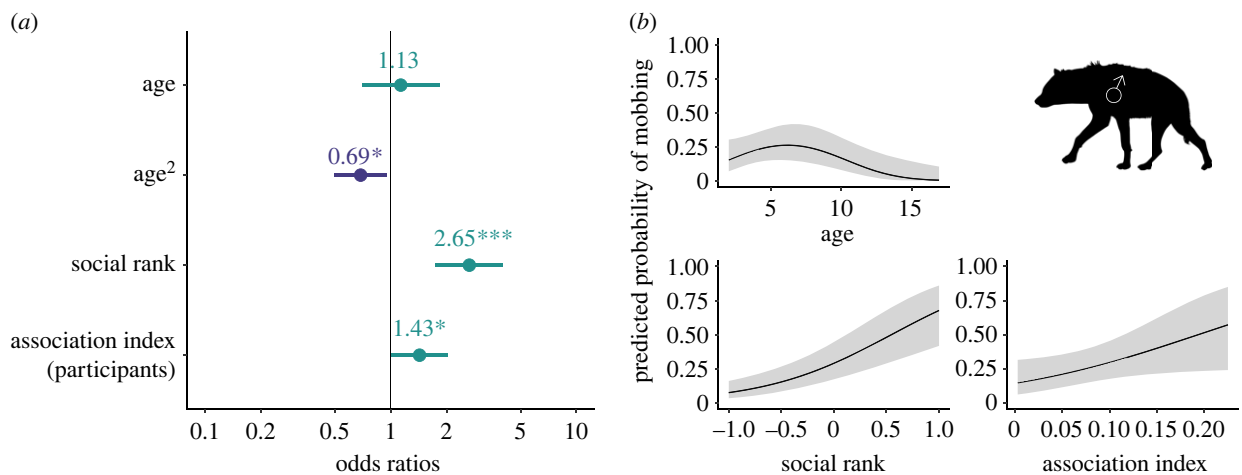 (a)
age
age²
social rank
association index
(participants)
1.13
0.69*
2.65***
1.43*
0.1 0.2 0.5 1 2 5 10
odds ratios
(b)
predicted probability of mobbing
1.00
0.75
0.50
0.25
0
5 10 15
age
♂
1.00
0.75
0.50
0.25
0
−1.0 −0.5 0 0.5 1.0
social rank
1.00
0.75
0.50
0.25
0
0 0.05 0.10 0.15 0.20
association index